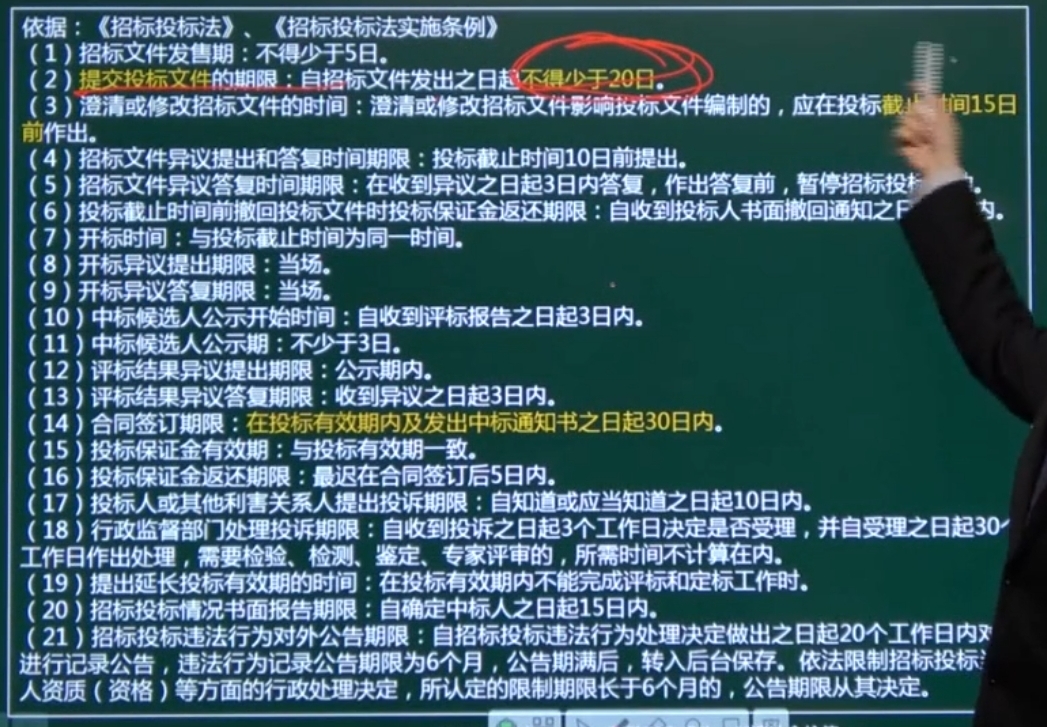 依据：《招标投标法》、《招标投标法实施条例》
（1）招标文件发售期：不得少于5日。
（2）提交投标文件的期限：自招标文件发出之日起不得少于20日。
（3）澄清或修改招标文件的时间：澄清或修改招标文件影响投标文件编制的，应在投标截止时间15日
前作出。
（4）招标文件异议提出和答复时间期限：投标截止时间10日前提出。
（5）招标文件异议答复时间期限：在收到异议之日起3日内答复，作出答复前，暂停招标投标
（6）投标截止时间前撤回投标文件时投标保证金返还期限：自收到投标人书面撤回通知之日 内。
（7）开标时间：与投标截止时间为同一时间。
（8）开标异议提出期限：当场。
（9）开标异议答复期限：当场。
（10）中标候选人公示开始时间：自收到评标报告之日起3日内。
（11）中标候选人公示期：不少于3日。
（12）评标结果异议提出期限：公示期内。
（13）评标结果异议答复期限：收到异议之日起3日内。
（14）合同签订期限：在投标有效期内及发出中标通知书之日起30日内。
（15）投标保证金有效期：与投标有效期一致。
（16）投标保证金返还期限：最迟在合同签订后5日内。
（17）投标人或其他利害关系人提出投诉期限：自知道或应当知道之日起10日内。
（18）行政监督部门处理投诉期限：自收到投诉之日起3个工作日决定是否受理，并自受理之日起30个
工作日作出处理，需要检验、检测、鉴定、专家评审的，所需时间不计算在内。
（19）提出延长投标有效期的时间：在投标有效期内不能完成评标和定标工作时。
（20）招标投标情况书面报告期限：自确定中标人之日起15日内。
（21）招标投标违法行为对外公告期限：自招标投标违法行为处理决定做出之日起20个工作日内对
进行记录公告，违法行为记录公告期限为6个月，公告期满后，转入后台保存。依法限制招标投标
人资质（资格）等方面的行政处理决定，所认定的限制期限长于6个月的，公告期限从其决定。